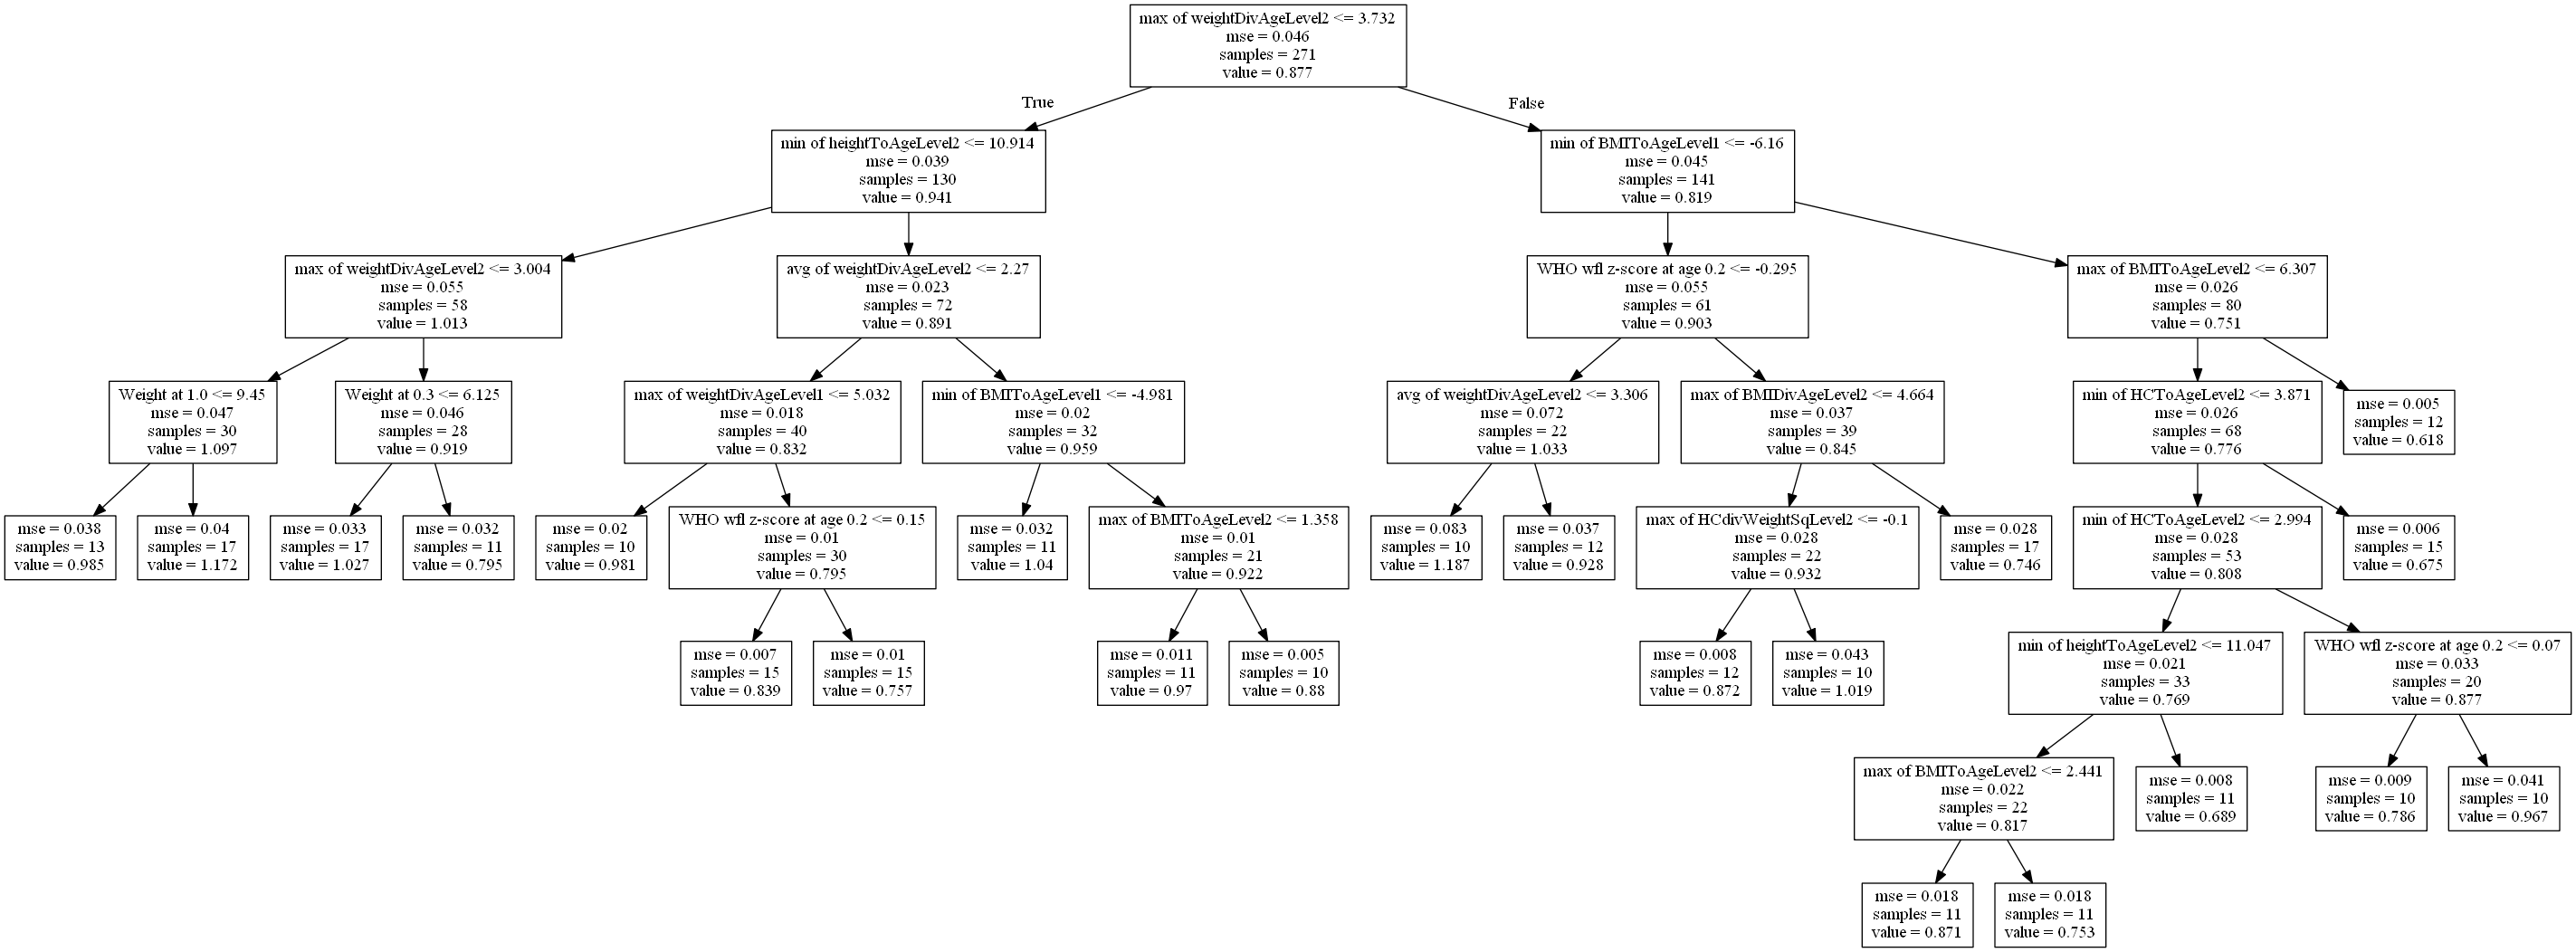 max of weightDivAgeLevel2 <= 3.732
mse = 0.046
samples = 271
value = 0.877
True
False
min of heightToAgeLevel2 <= 10.914
mse = 0.039
samples = 130
value = 0.941
min of BMIToAgeLevel1 <= -6.16
mse = 0.045
samples = 141
value = 0.819
max of weightDivAgeLevel2 <= 3.004
mse = 0.055
samples = 58
value = 1.013
avg of weightDivAgeLevel2 <= 2.27
mse = 0.023
samples = 72
value = 0.891
WHO wfl z-score at age 0.2 <= -0.295
mse = 0.055
samples = 61
value = 0.903
max of BMIToAgeLevel2 <= 6.307
mse = 0.026
samples = 80
value = 0.751
Weight at 1.0 <= 9.45
mse = 0.047
samples = 30
value = 1.097
Weight at 0.3 <= 6.125
mse = 0.046
samples = 28
value = 0.919
max of weightDivAgeLevel1 <= 5.032
mse = 0.018
samples = 40
value = 0.832
min of BMIToAgeLevel1 <= -4.981
mse = 0.02
samples = 32
value = 0.959
avg of weightDivAgeLevel2 <= 3.306
mse = 0.072
samples = 22
value = 1.033
max of BMIDivAgeLevel2 <= 4.664
mse = 0.037
samples = 39
value = 0.845
min of HCToAgeLevel2 <= 3.871
mse = 0.026
samples = 68
value = 0.776
mse = 0.005
samples = 12
value = 0.618
mse = 0.038
samples = 13
value = 0.985
mse = 0.04
samples = 17
value = 1.172
mse = 0.033
samples = 17
value = 1.027
mse = 0.032
samples = 11
value = 0.795
mse = 0.02
samples = 10
value = 0.981
WHO wfl z-score at age 0.2 <= 0.15
mse = 0.01
samples = 30
value = 0.795
mse = 0.032
samples = 11
value = 1.04
max of BMIToAgeLevel2 <= 1.358
mse = 0.01
samples = 21
value = 0.922
mse = 0.083
samples = 10
value = 1.187
mse = 0.037
samples = 12
value = 0.928
max of HCdivWeightSqLevel2 <= -0.1
mse = 0.028
samples = 22
value = 0.932
mse = 0.028
samples = 17
value = 0.746
min of HCToAgeLevel2 <= 2.994
mse = 0.028
samples = 53
value = 0.808
mse = 0.006
samples = 15
value = 0.675
mse = 0.007
samples = 15
value = 0.839
mse = 0.01
samples = 15
value = 0.757
mse = 0.011
samples = 11
value = 0.97
mse = 0.005
samples = 10
value = 0.88
mse = 0.008
samples = 12
value = 0.872
mse = 0.043
samples = 10
value = 1.019
min of heightToAgeLevel2 <= 11.047
mse = 0.021
samples = 33
value = 0.769
WHO wfl z-score at age 0.2 <= 0.07
mse = 0.033
samples = 20
value = 0.877
max of BMIToAgeLevel2 <= 2.441
mse = 0.022
samples = 22
value = 0.817
mse = 0.008
samples = 11
value = 0.689
mse = 0.009
samples = 10
value = 0.786
mse = 0.041
samples = 10
value = 0.967
mse = 0.018
samples = 11
value = 0.871
mse = 0.018
samples = 11
value = 0.753